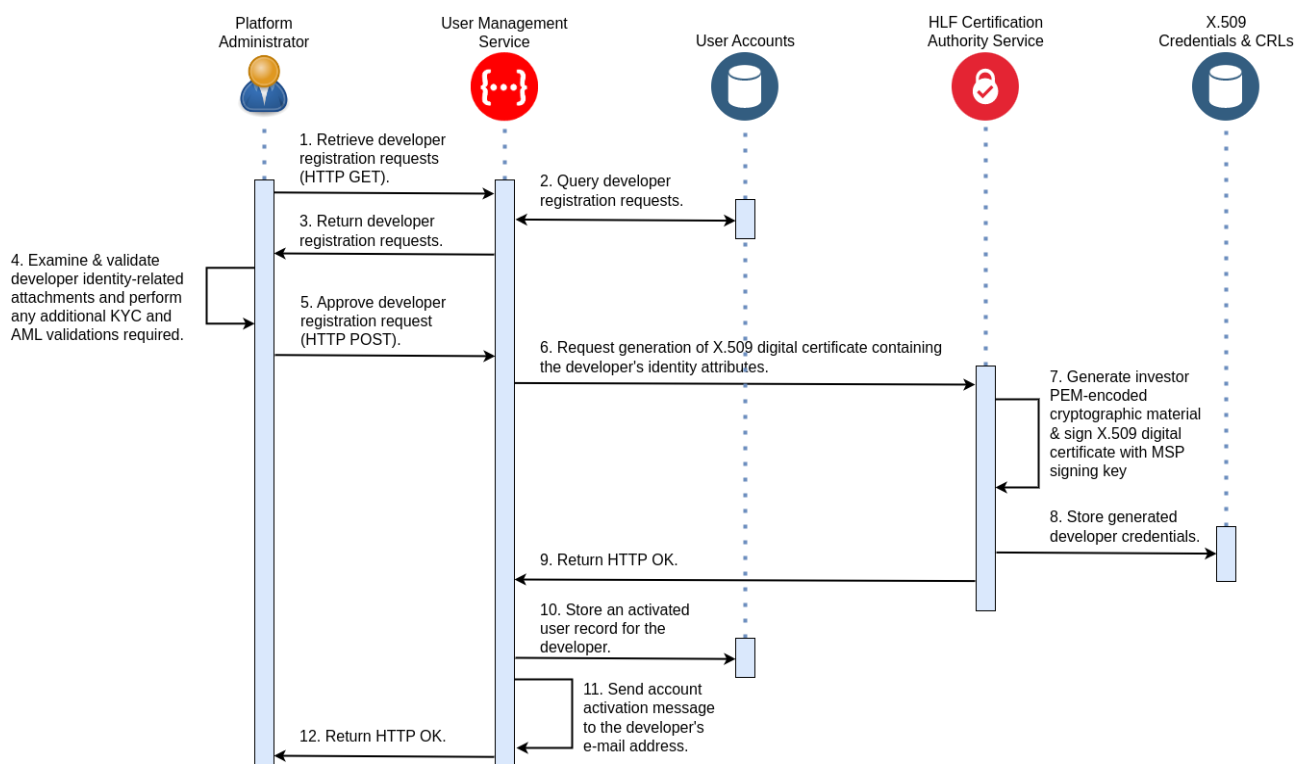 Platform
Administrator
User Management
Service
User Accounts
HLF Certification
Authority Service
X.509
Credentials & CRLs
1. Retrieve developer
registration requests
(HTTP GET).
2. Query developer
registration requests.
3. Return developer
registration requests.
4. Examine & validate
developer identity-related
attachments and perform
any additional KYC and
AML validations required.
5. Approve developer
registration request
(HTTP POST).
6. Request generation of X.509 digital certificate containing
the developer's identity attributes.
7. Generate investor
PEM-encoded
cryptographic material
& sign X.509 digital
certificate with MSP
signing key
8. Store generated
developer credentials.
9. Return HTTP OK.
10. Store an activated
user record for the
developer.
11. Send account
activation message
to the developer's
e-mail address.
12. Return HTTP OK.